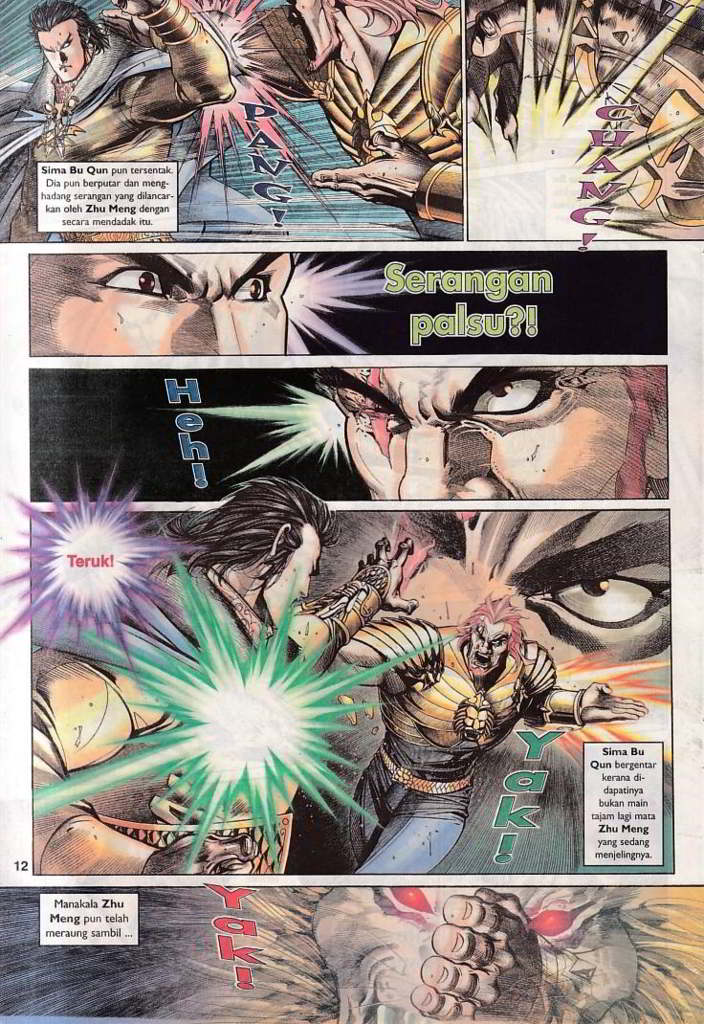 Sima Bu Qun pun tersentak.
Dia pun berputar dan meng-
hadang serangan yang dilancar-
kan oleh Zhu Meng dengan
secara mendadak itu.
PANG!
CHANG!
Serangan
palsu?!
Heh!
Teruk!
Yak!
Sima Bu
Qun bergentar
kerana di-
dapatinya
bukan main
tajam lagi mata
Zhu Meng
yang sedang
menjelingnya.
12
Manakala Zhu
Meng pun telah
meraung sambil ...
Yak!